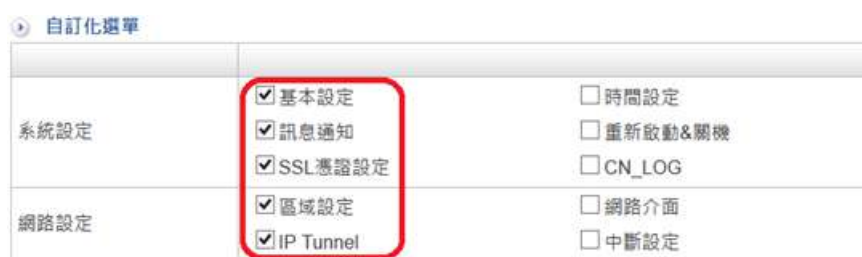 自訂化選單
基本設定 時間設定
系統設定 訊息通知 重新啟動&關機
SSL憑證設定 CN_LOG
區域設定 網路介面
網路設定
IP Tunnel 中斷設定